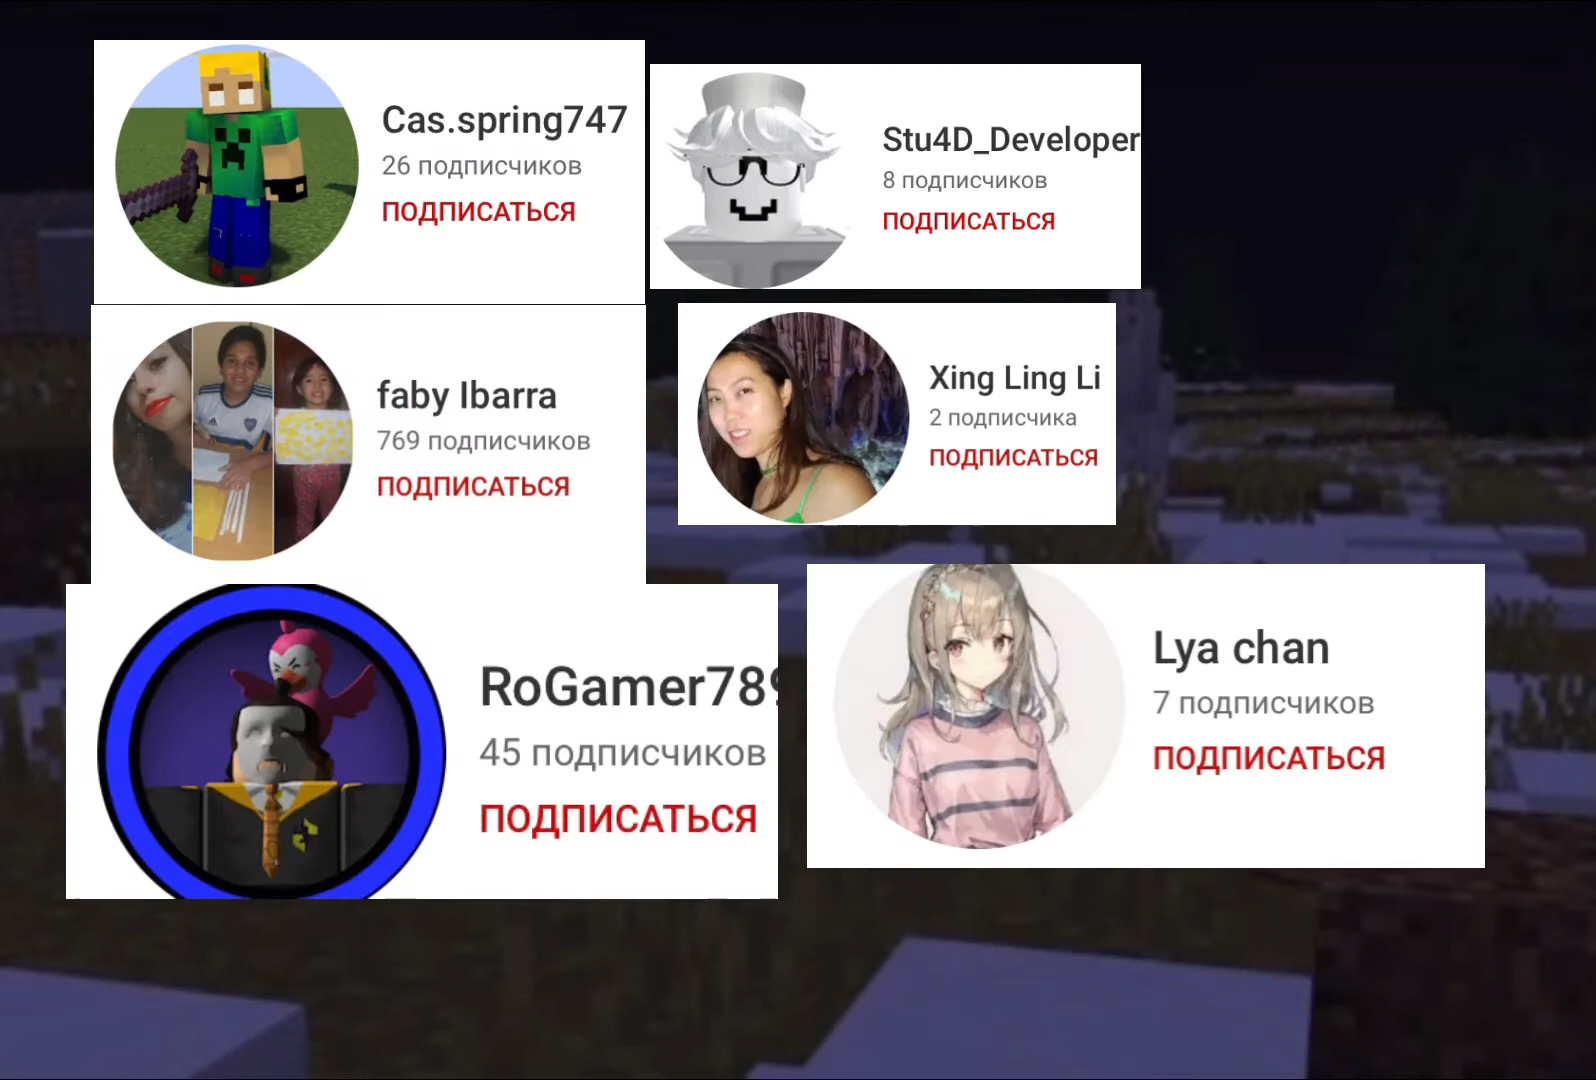 Cas.spring747
26 подписчиков
ПОДПИСАТЬСЯ
Stu4D_Developer
8 подписчиков
ПОДПИСАТЬСЯ
faby Ibarra
769 подписчиков
ПОДПИСАТЬСЯ
Xing Ling Li
2 подписчика
ПОДПИСАТЬСЯ
RoGamer789
45 подписчиков
ПОДПИСАТЬСЯ
Lya chan
7 подписчиков
ПОДПИСАТЬСЯ